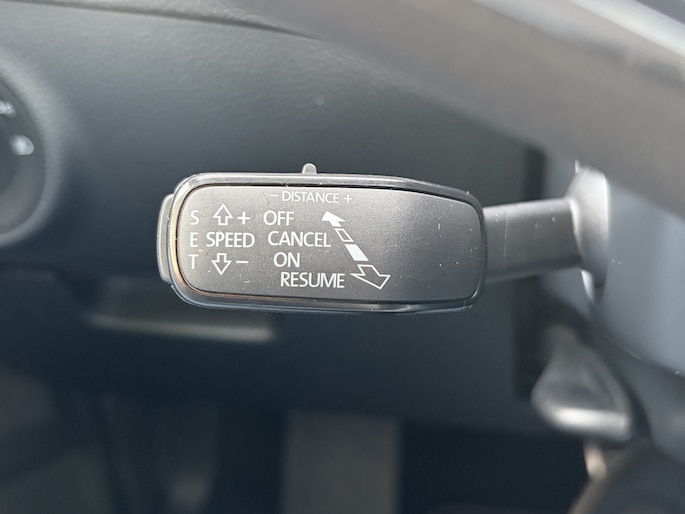 − DISTANCE +
S + OFF
E SPEED CANCEL
T − ON
RESUME